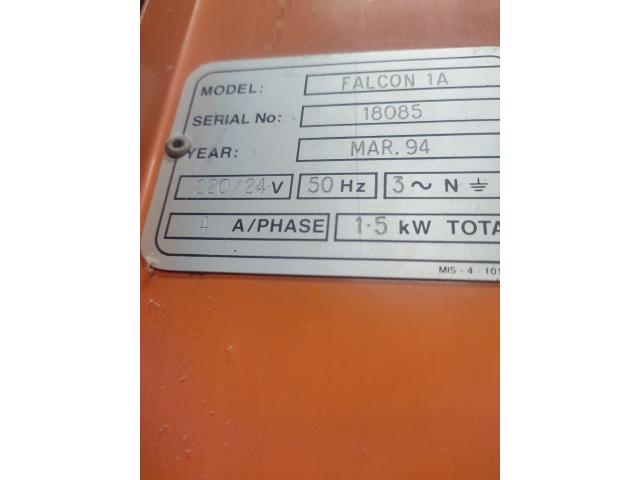 MODEL: FALCON 1A
SERIAL No: 18085
YEAR: MAR. 94
220/24 V 50 Hz 3 ~ N ⏚
4 A/PHASE 1·5 kW TOTA
MIS - 4 - 101